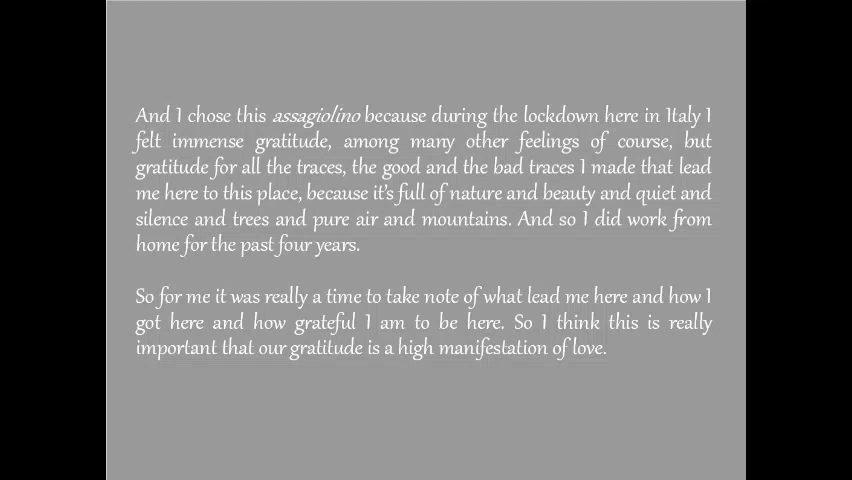 And I chose this assagiolino because during the lockdown here in Italy I
felt immense gratitude, among many other feelings of course, but
gratitude for all the traces, the good and the bad traces I made that lead
me here to this place, because it's full of nature and beauty and quiet and
silence and trees and pure air and mountains. And so I did work from
home for the past four years.
So for me it was really a time to take note of what lead me here and how I
got here and how grateful I am to be here. So I think this is really
important that our gratitude is a high manifestation of love.